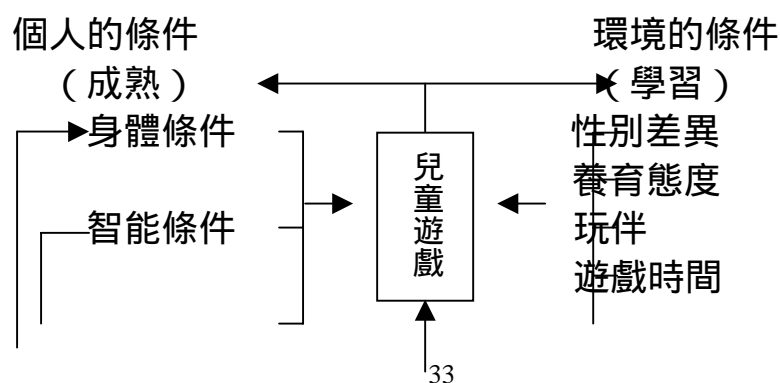 個人的條件
(成熟)
身體條件
智能條件
兒童遊戲
環境的條件
(學習)
性別差異
養育態度
玩伴
遊戲時間
33